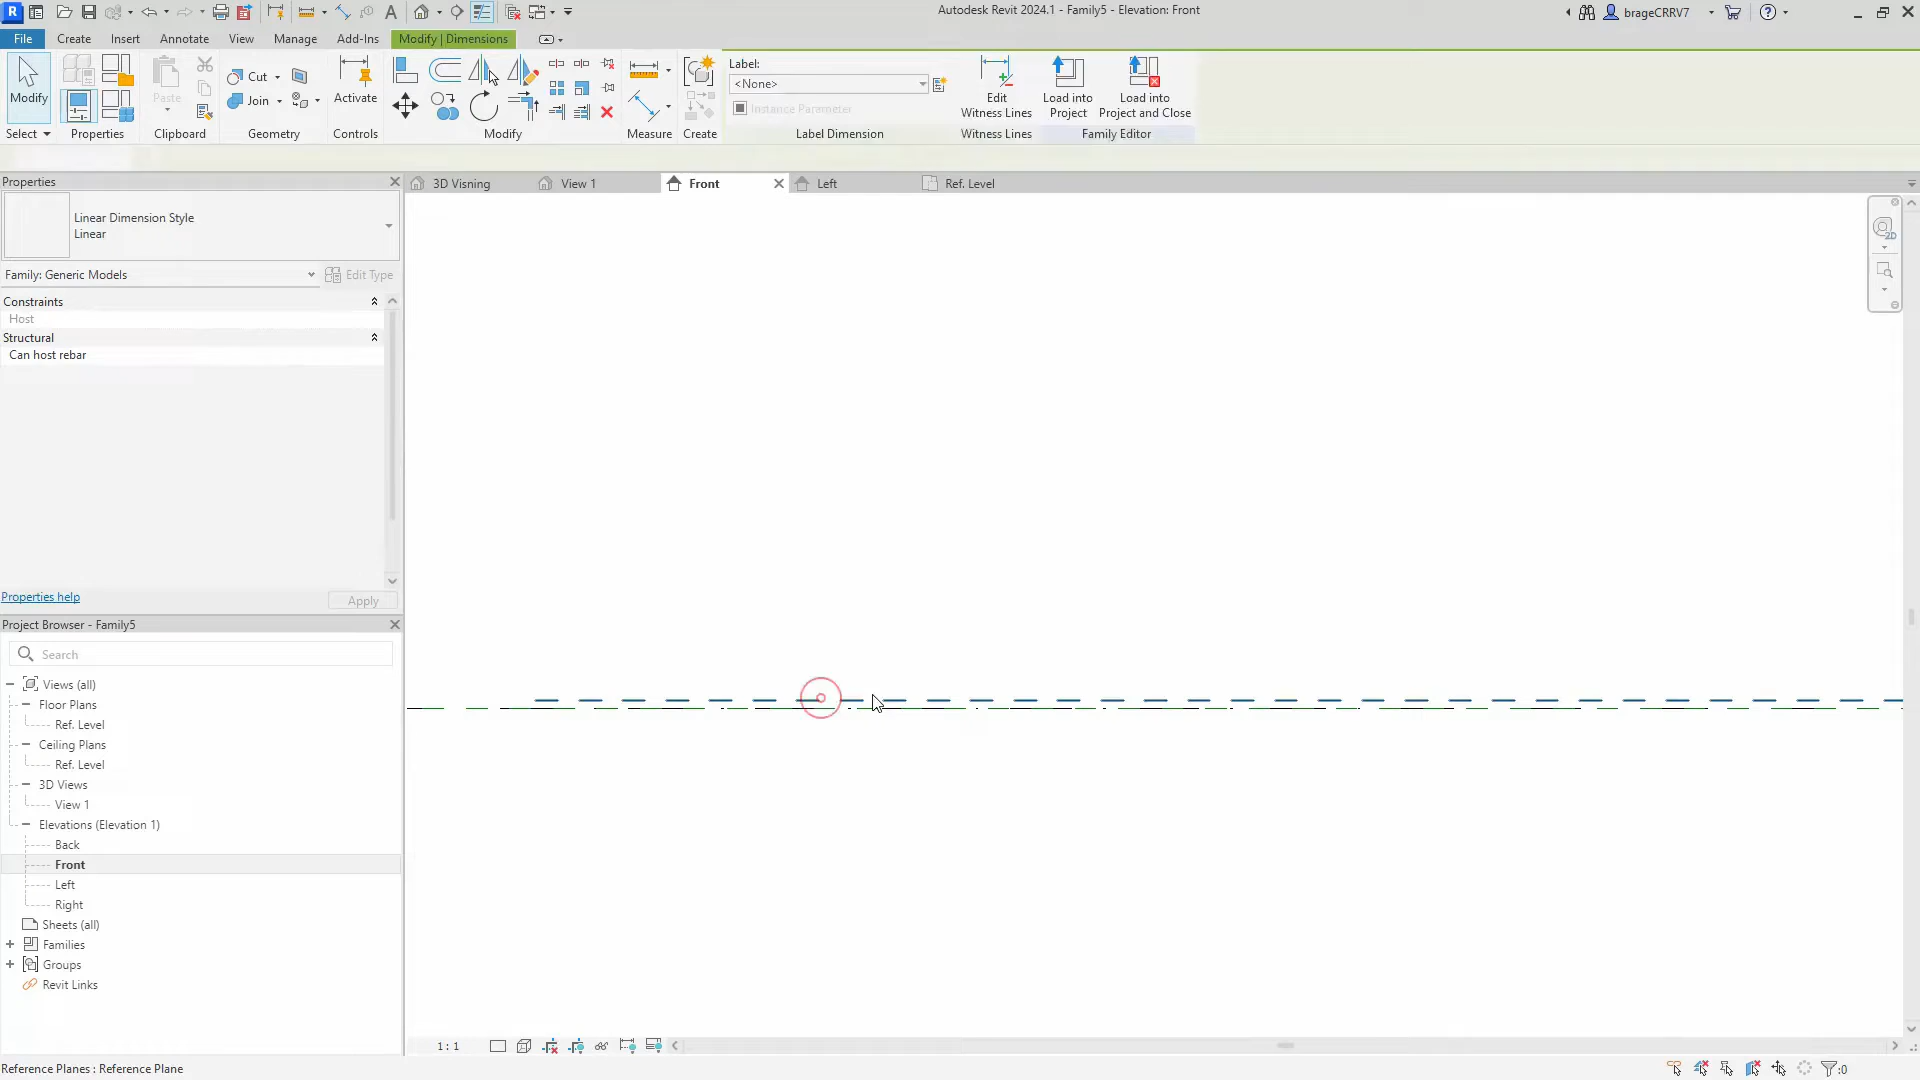 Autodesk Revit 2024.1 - Family5 - Elevation: Front
brageCRRV7
File Create Insert Annotate View Manage Add-Ins Modify | Dimensions
Modify
Paste
Cut
Join
Activate
Label:
<None>
Instance Parameter
Edit
Witness Lines
Load into
Project
Load into
Project and Close
Select Properties Clipboard Geometry Controls Modify Measure Create Label Dimension Witness Lines Family Editor
Properties
3D Visning View 1 Front Left Ref. Level
Linear Dimension Style
Linear
Family: Generic Models
Edit Type
Constraints
Host
Structural
Can host rebar
2D
Properties help
Apply
Project Browser - Family5
Search
Views (all)
Floor Plans
Ref. Level
Ceiling Plans
Ref. Level
3D Views
View 1
Elevations (Elevation 1)
Back
Front
Left
Right
Sheets (all)
Families
Groups
Revit Links
1 : 1
Reference Planes : Reference Plane
:0